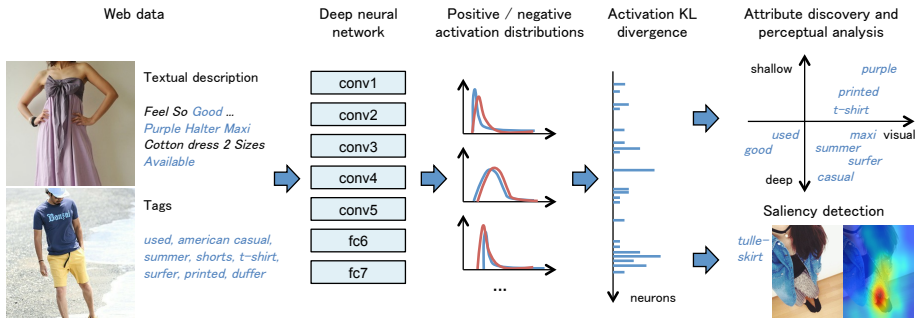 Web data
Deep neural
network
Positive / negative
activation distributions
Activation KL
divergence
Attribute discovery and
perceptual analysis
Textual description
Feel So Good ...
Purple Halter Maxi
Cotton dress 2 Sizes
Available
Tags
used, american casual,
summer, shorts, t-shirt,
surfer, printed, duffer
conv1
conv2
conv3
conv4
conv5
fc6
fc7
...
neurons
shallow
purple
printed
t-shirt
visual
used
maxi
good
summer
surfer
deep
casual
Saliency detection
tulle-
skirt